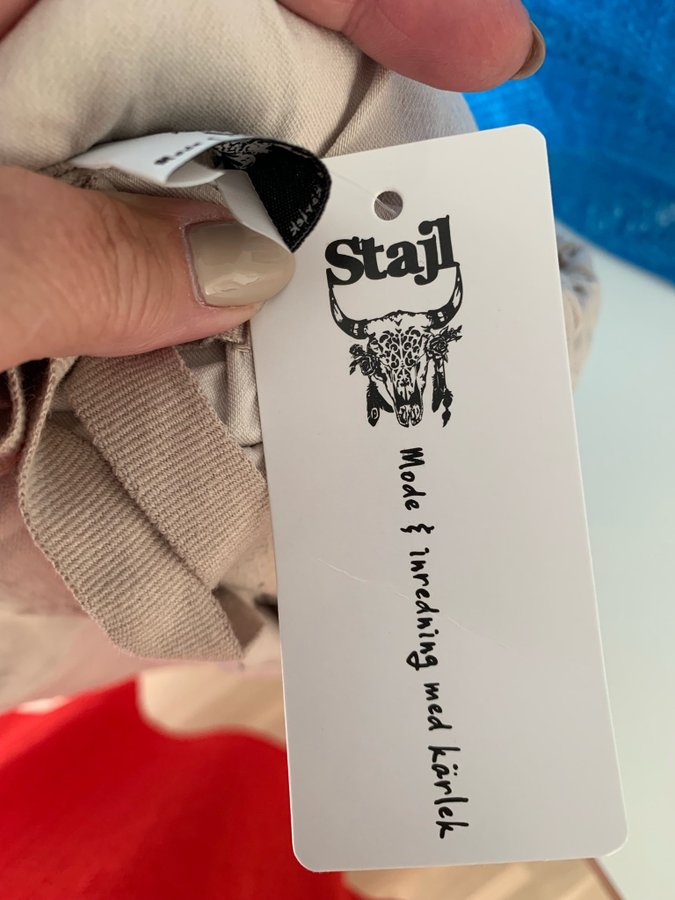 Stajl
Mode & inredning med kärlek